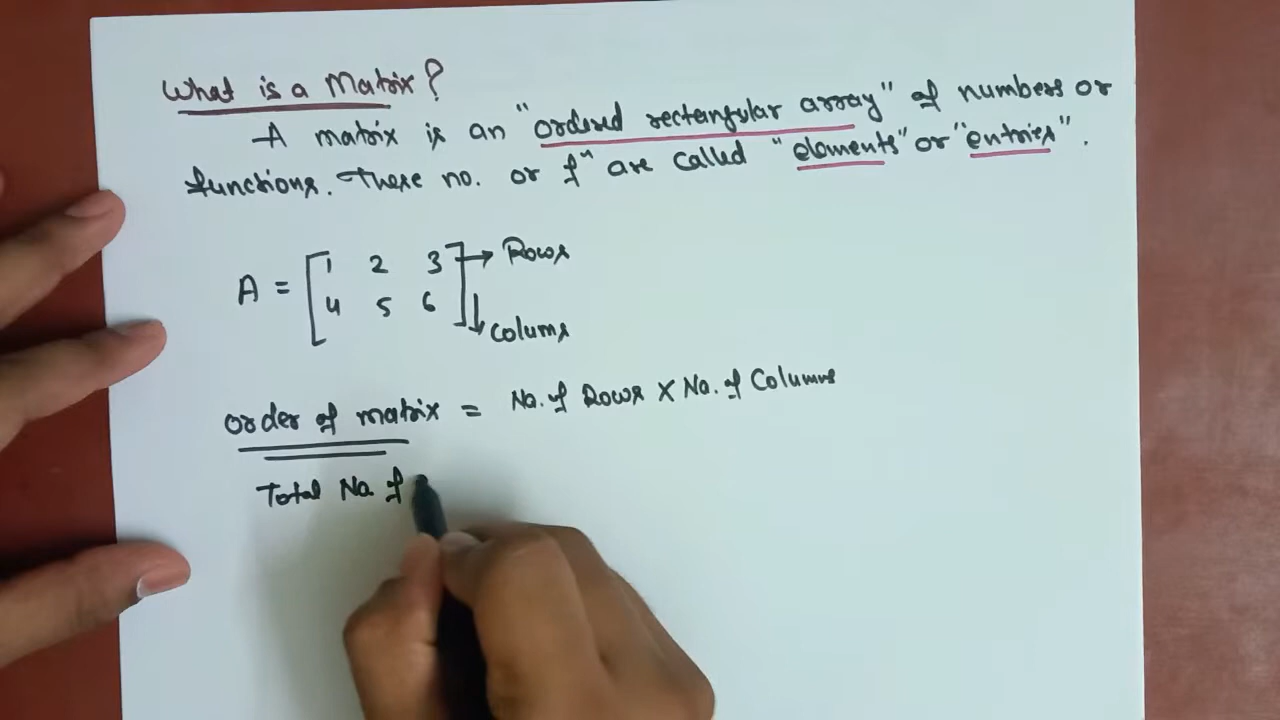 What is a Matrix?
A matrix is an "ordered rectangular array" of numbers or
functions. These no. or fⁿ are called "elements" or "entries".
A = [1 2 3 → Rows
4 5 6] ↓ Colums
Order of matrix = No. of Rows X No. of Columns
Total No. of